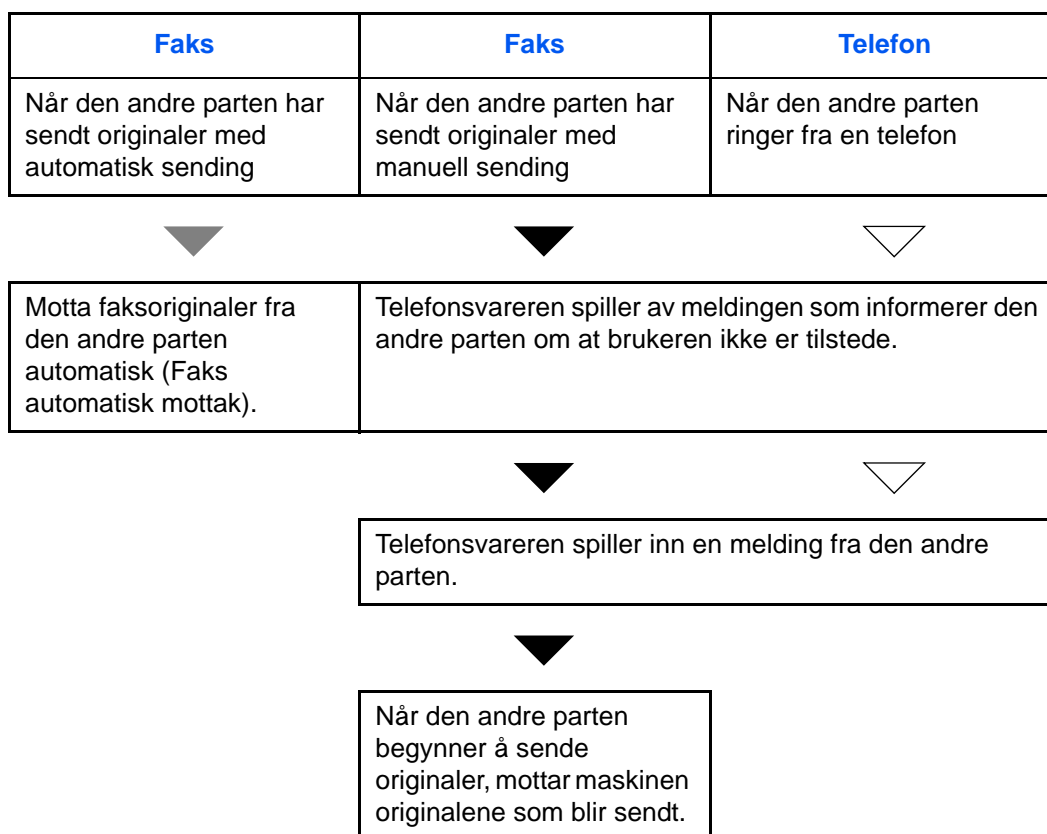 Faks
Faks
Telefon
Når den andre parten har
sendt originaler med
automatisk sending
Når den andre parten har
sendt originaler med
manuell sending
Når den andre parten
ringer fra en telefon
Motta faksoriginaler fra
den andre parten
automatisk (Faks
automatisk mottak).
Telefonsvareren spiller av meldingen som informerer den
andre parten om at brukeren ikke er tilstede.
Telefonsvareren spiller inn en melding fra den andre
parten.
Når den andre parten
begynner å sende
originaler, mottar maskinen
originalene som blir sendt.